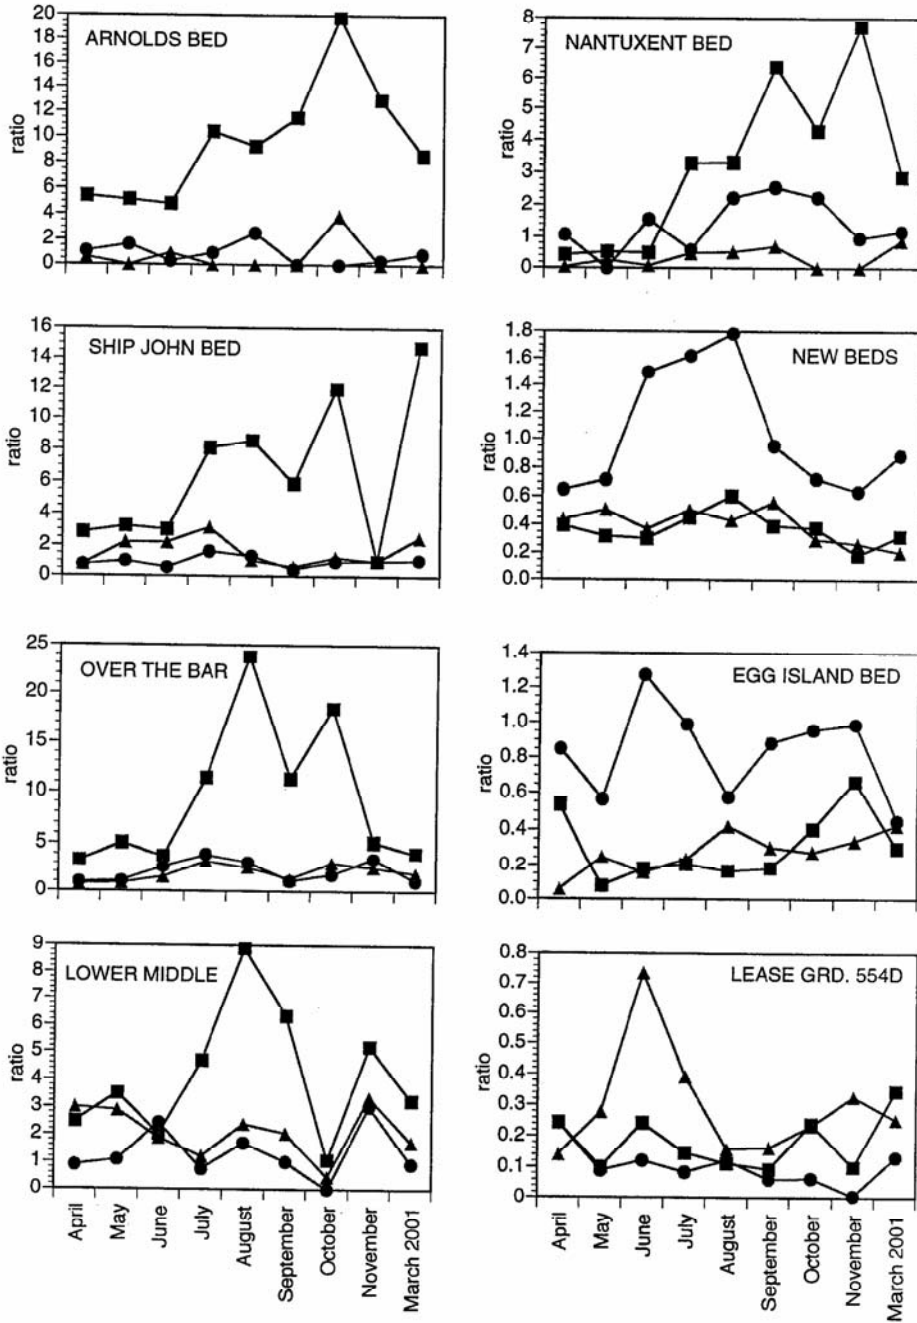 ARNOLDS BED
ratio
20
18
16
14
12
10
8
6
4
2
0
NANTUXENT BED
ratio
8
7
6
5
4
3
2
1
0
SHIP JOHN BED
ratio
16
14
12
10
8
6
4
2
0
NEW BEDS
ratio
1.8
1.6
1.4
1.2
1.0
0.8
0.6
0.4
0.2
0.0
OVER THE BAR
ratio
25
20
15
10
5
0
EGG ISLAND BED
ratio
1.4
1.2
1.0
0.8
0.6
0.4
0.2
0.0
LOWER MIDDLE
ratio
9
8
7
6
5
4
3
2
1
0
April
May
June
July
August
September
October
November
March 2001
LEASE GRD. 554D
ratio
0.8
0.7
0.6
0.5
0.4
0.3
0.2
0.1
0
April
May
June
July
August
September
October
November
March 2001